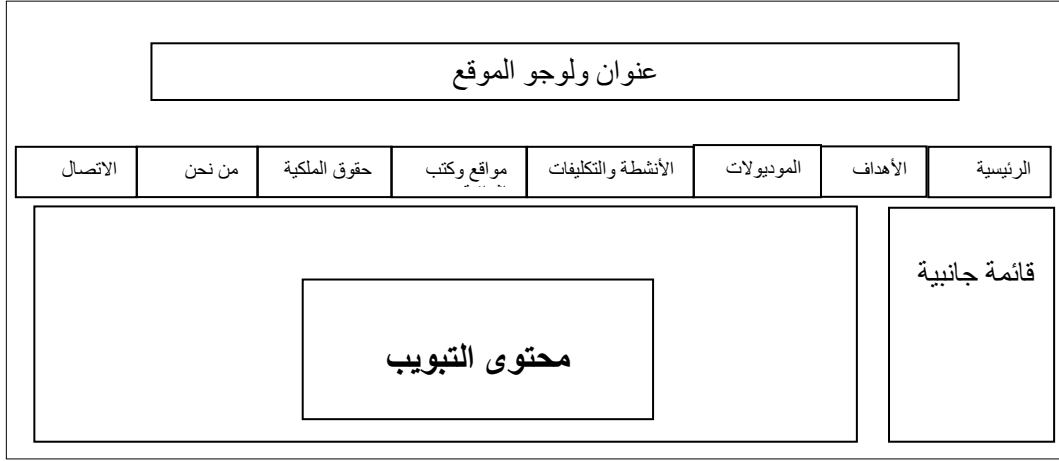 عنوان ولوجو الموقع
الرئيسية
الأهداف
الموديولات
الأنشطة والتكليفات
مواقع وكتب
حقوق الملكية
من نحن
الاتصال
قائمة جانبية
محتوى التبويب